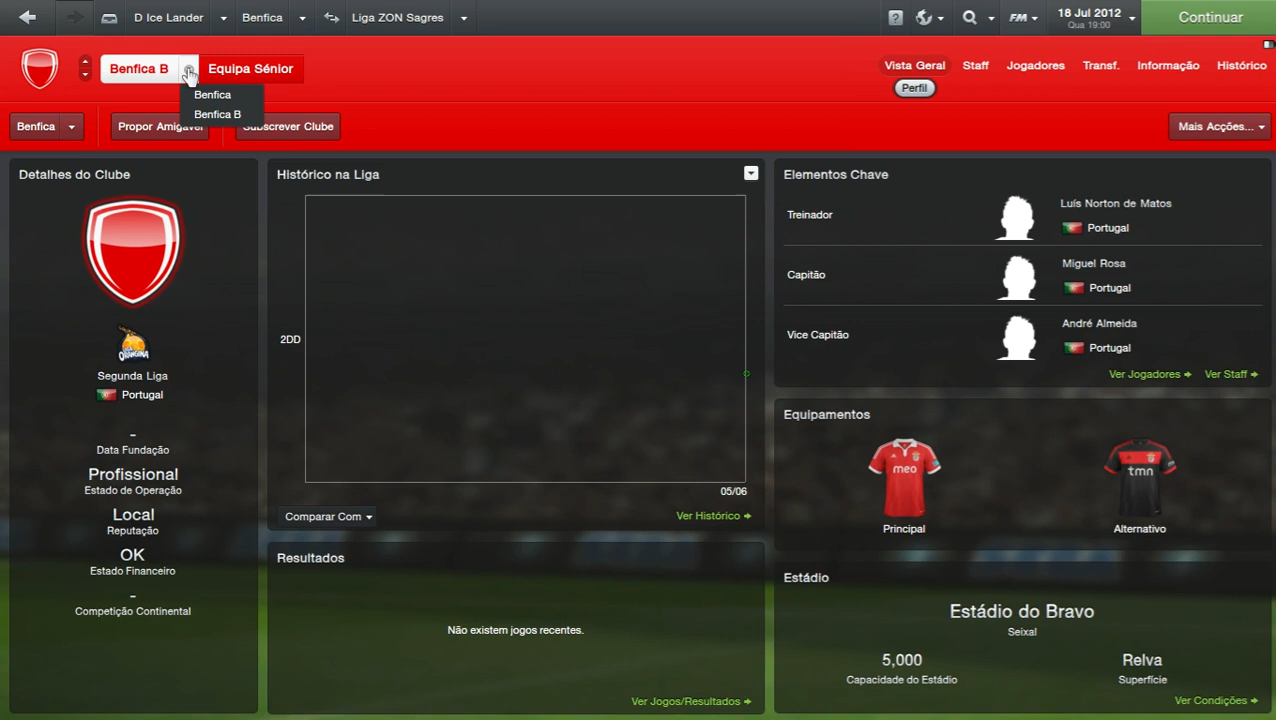 D Ice Lander
Benfica
Liga ZON Sagres
?
FM
18 Jul 2012
Qua 19:00
Continuar
Benfica B
Equipa Sénior
Benfica
Benfica B
Vista Geral
Staff
Jogadores
Transf.
Informação
Histórico
Perfil
Benfica
Propor Amigável
Subscrever Clube
Mais Acções...
Detalhes do Clube
ORANGINA
Segunda Liga
Portugal
-
Data Fundação
Profissional
Estado de Operação
Local
Reputação
OK
Estado Financeiro
-
Competição Continental
Histórico na Liga
2DD
05/06
Comparar Com
Ver Histórico
Resultados
Não existem jogos recentes.
Ver Jogos/Resultados
Elementos Chave
Treinador
Luís Norton de Matos
Portugal
Capitão
Miguel Rosa
Portugal
Vice Capitão
André Almeida
Portugal
Ver Jogadores
Ver Staff
Equipamentos
meo
tmn
Principal
Alternativo
Estádio
Estádio do Bravo
Seixal
5,000
Capacidade do Estádio
Relva
Superfície
Ver Condições